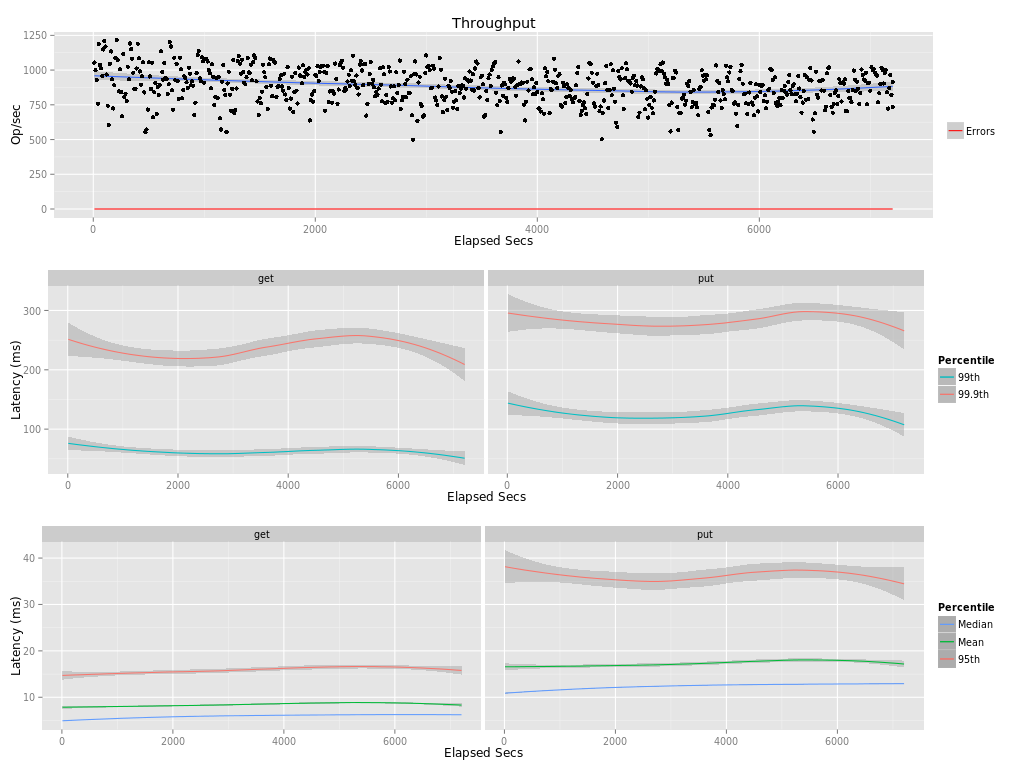 Throughput
1250
1000
750
500
250
0
Op/sec
0 2000 4000 6000
Elapsed Secs
Errors
get put
300
200
100
Latency (ms)
0 2000 4000 6000 0 2000 4000 6000
Elapsed Secs
Percentile
99th
99.9th
get put
40
30
20
10
Latency (ms)
0 2000 4000 6000 0 2000 4000 6000
Elapsed Secs
Percentile
Median
Mean
95th